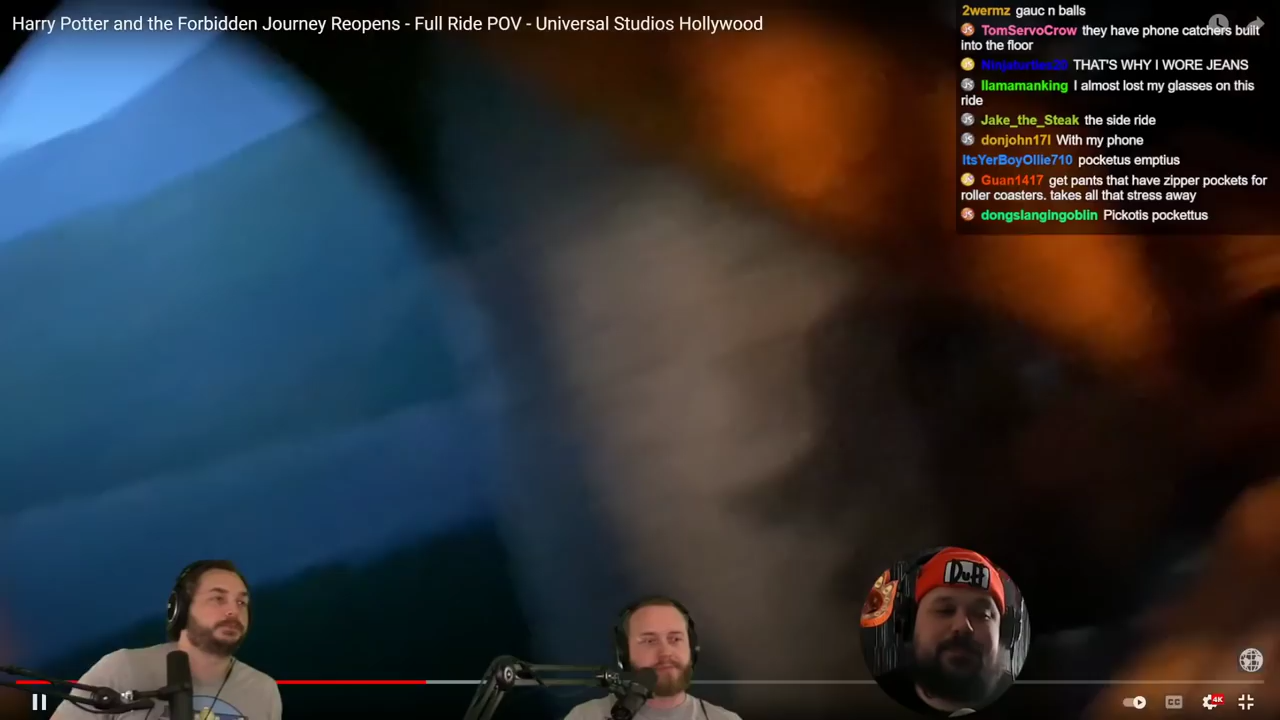 Harry Potter and the Forbidden Journey Reopens - Full Ride POV - Universal Studios Hollywood
2wermz gauc n balls
TomServoCrow they have phone catchers built
into the floor
THAT'S WHY I WORE JEANS
llamamanking I almost lost my glasses on this
ride
Jake_the_Steak the side ride
donjohn17l With my phone
ItsYerBoyOllie710 pocketus emptius
Guan1417 get pants that have zipper pockets for
roller coasters. takes all that stress away
dongslangingoblin Pickotis pockettus
Duff
CC
4K